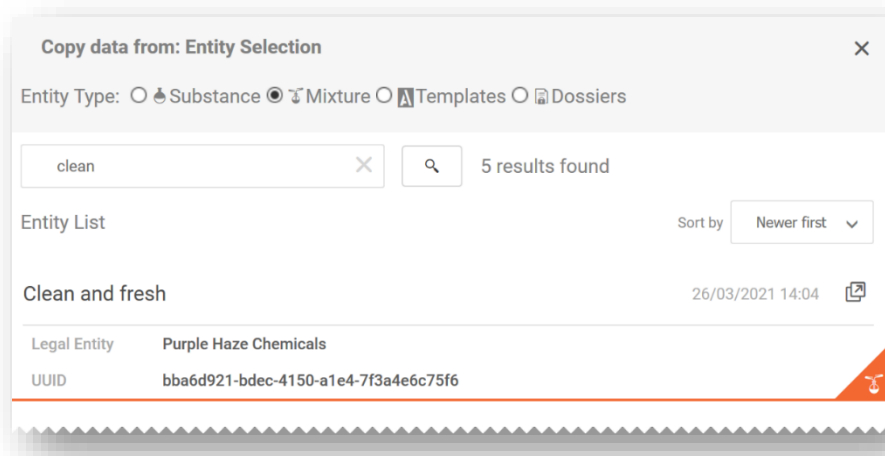 Copy data from: Entity Selection
Entity Type: Substance Mixture Templates Dossiers
clean 5 results found
Entity List Sort by Newer first
Clean and fresh 26/03/2021 14:04
Legal Entity Purple Haze Chemicals
UUID bba6d921-bdec-4150-a1e4-7f3a4e6c75f6